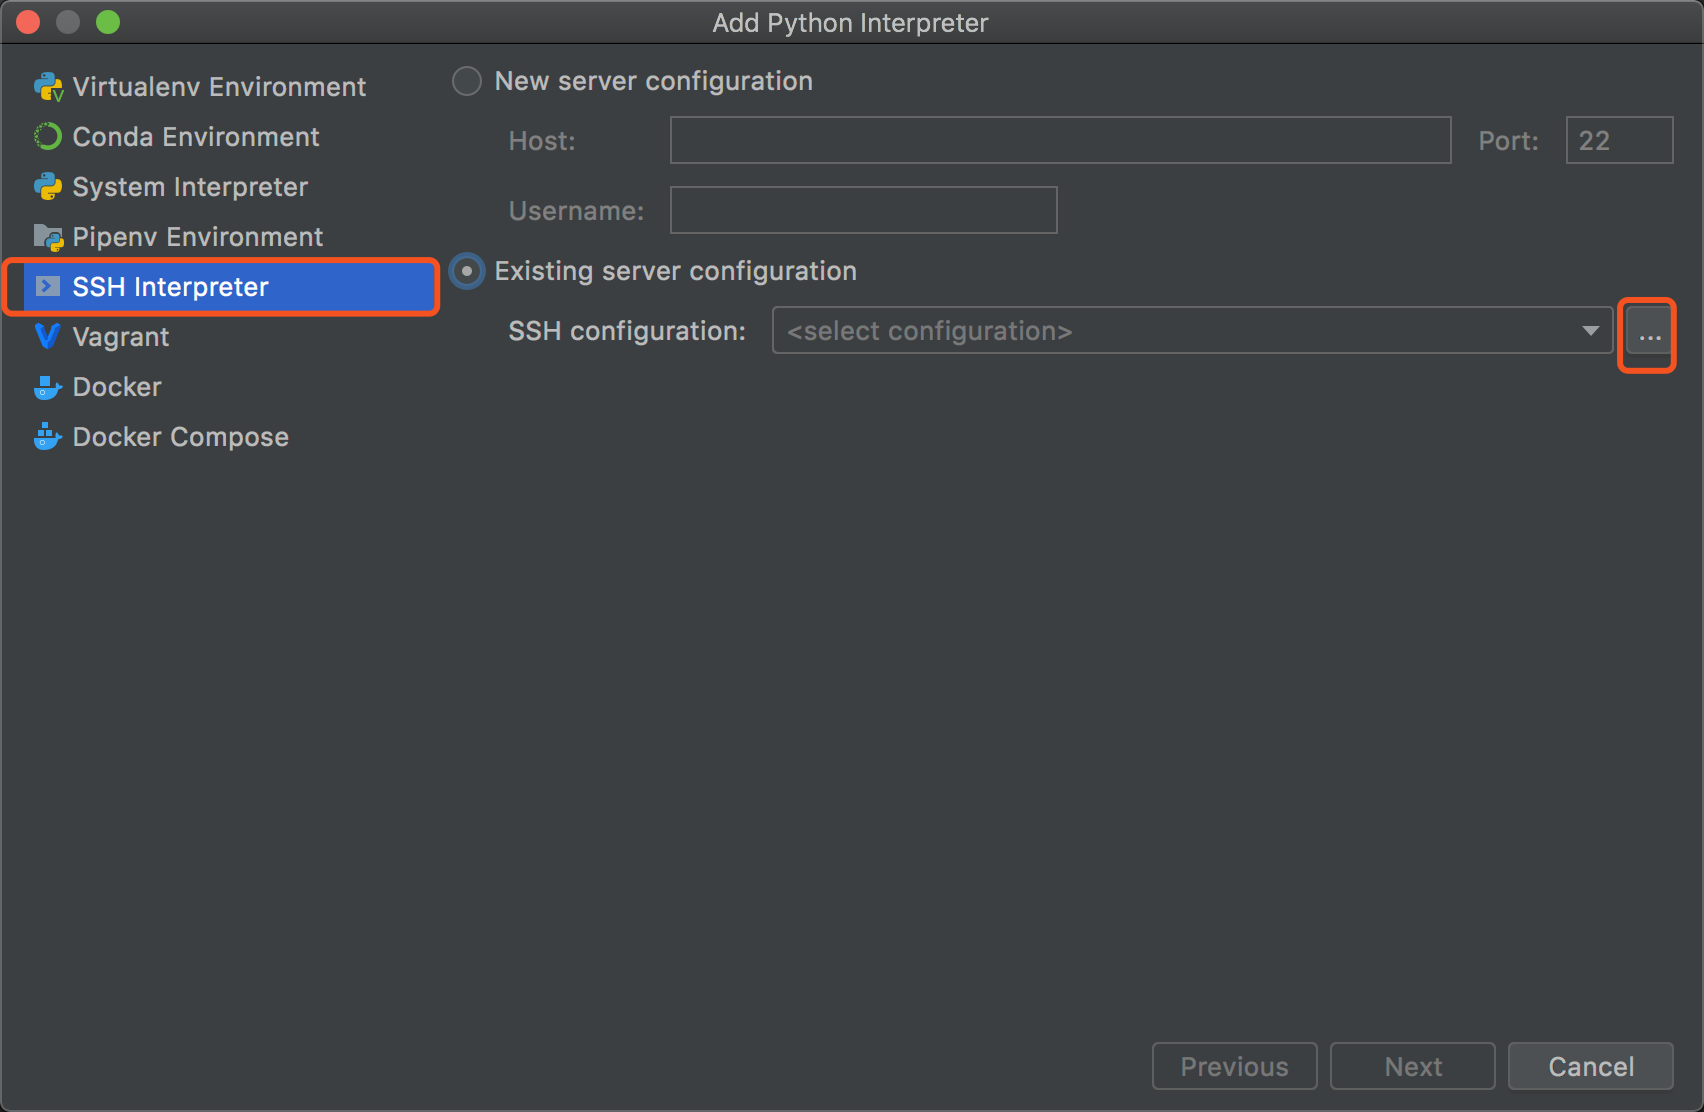 Add Python Interpreter
Virtualenv Environment
Conda Environment
System Interpreter
Pipenv Environment
SSH Interpreter
Vagrant
Docker
Docker Compose
New server configuration
Host:
Port: 22
Username:
Existing server configuration
SSH configuration: <select configuration> ...
Previous Next Cancel